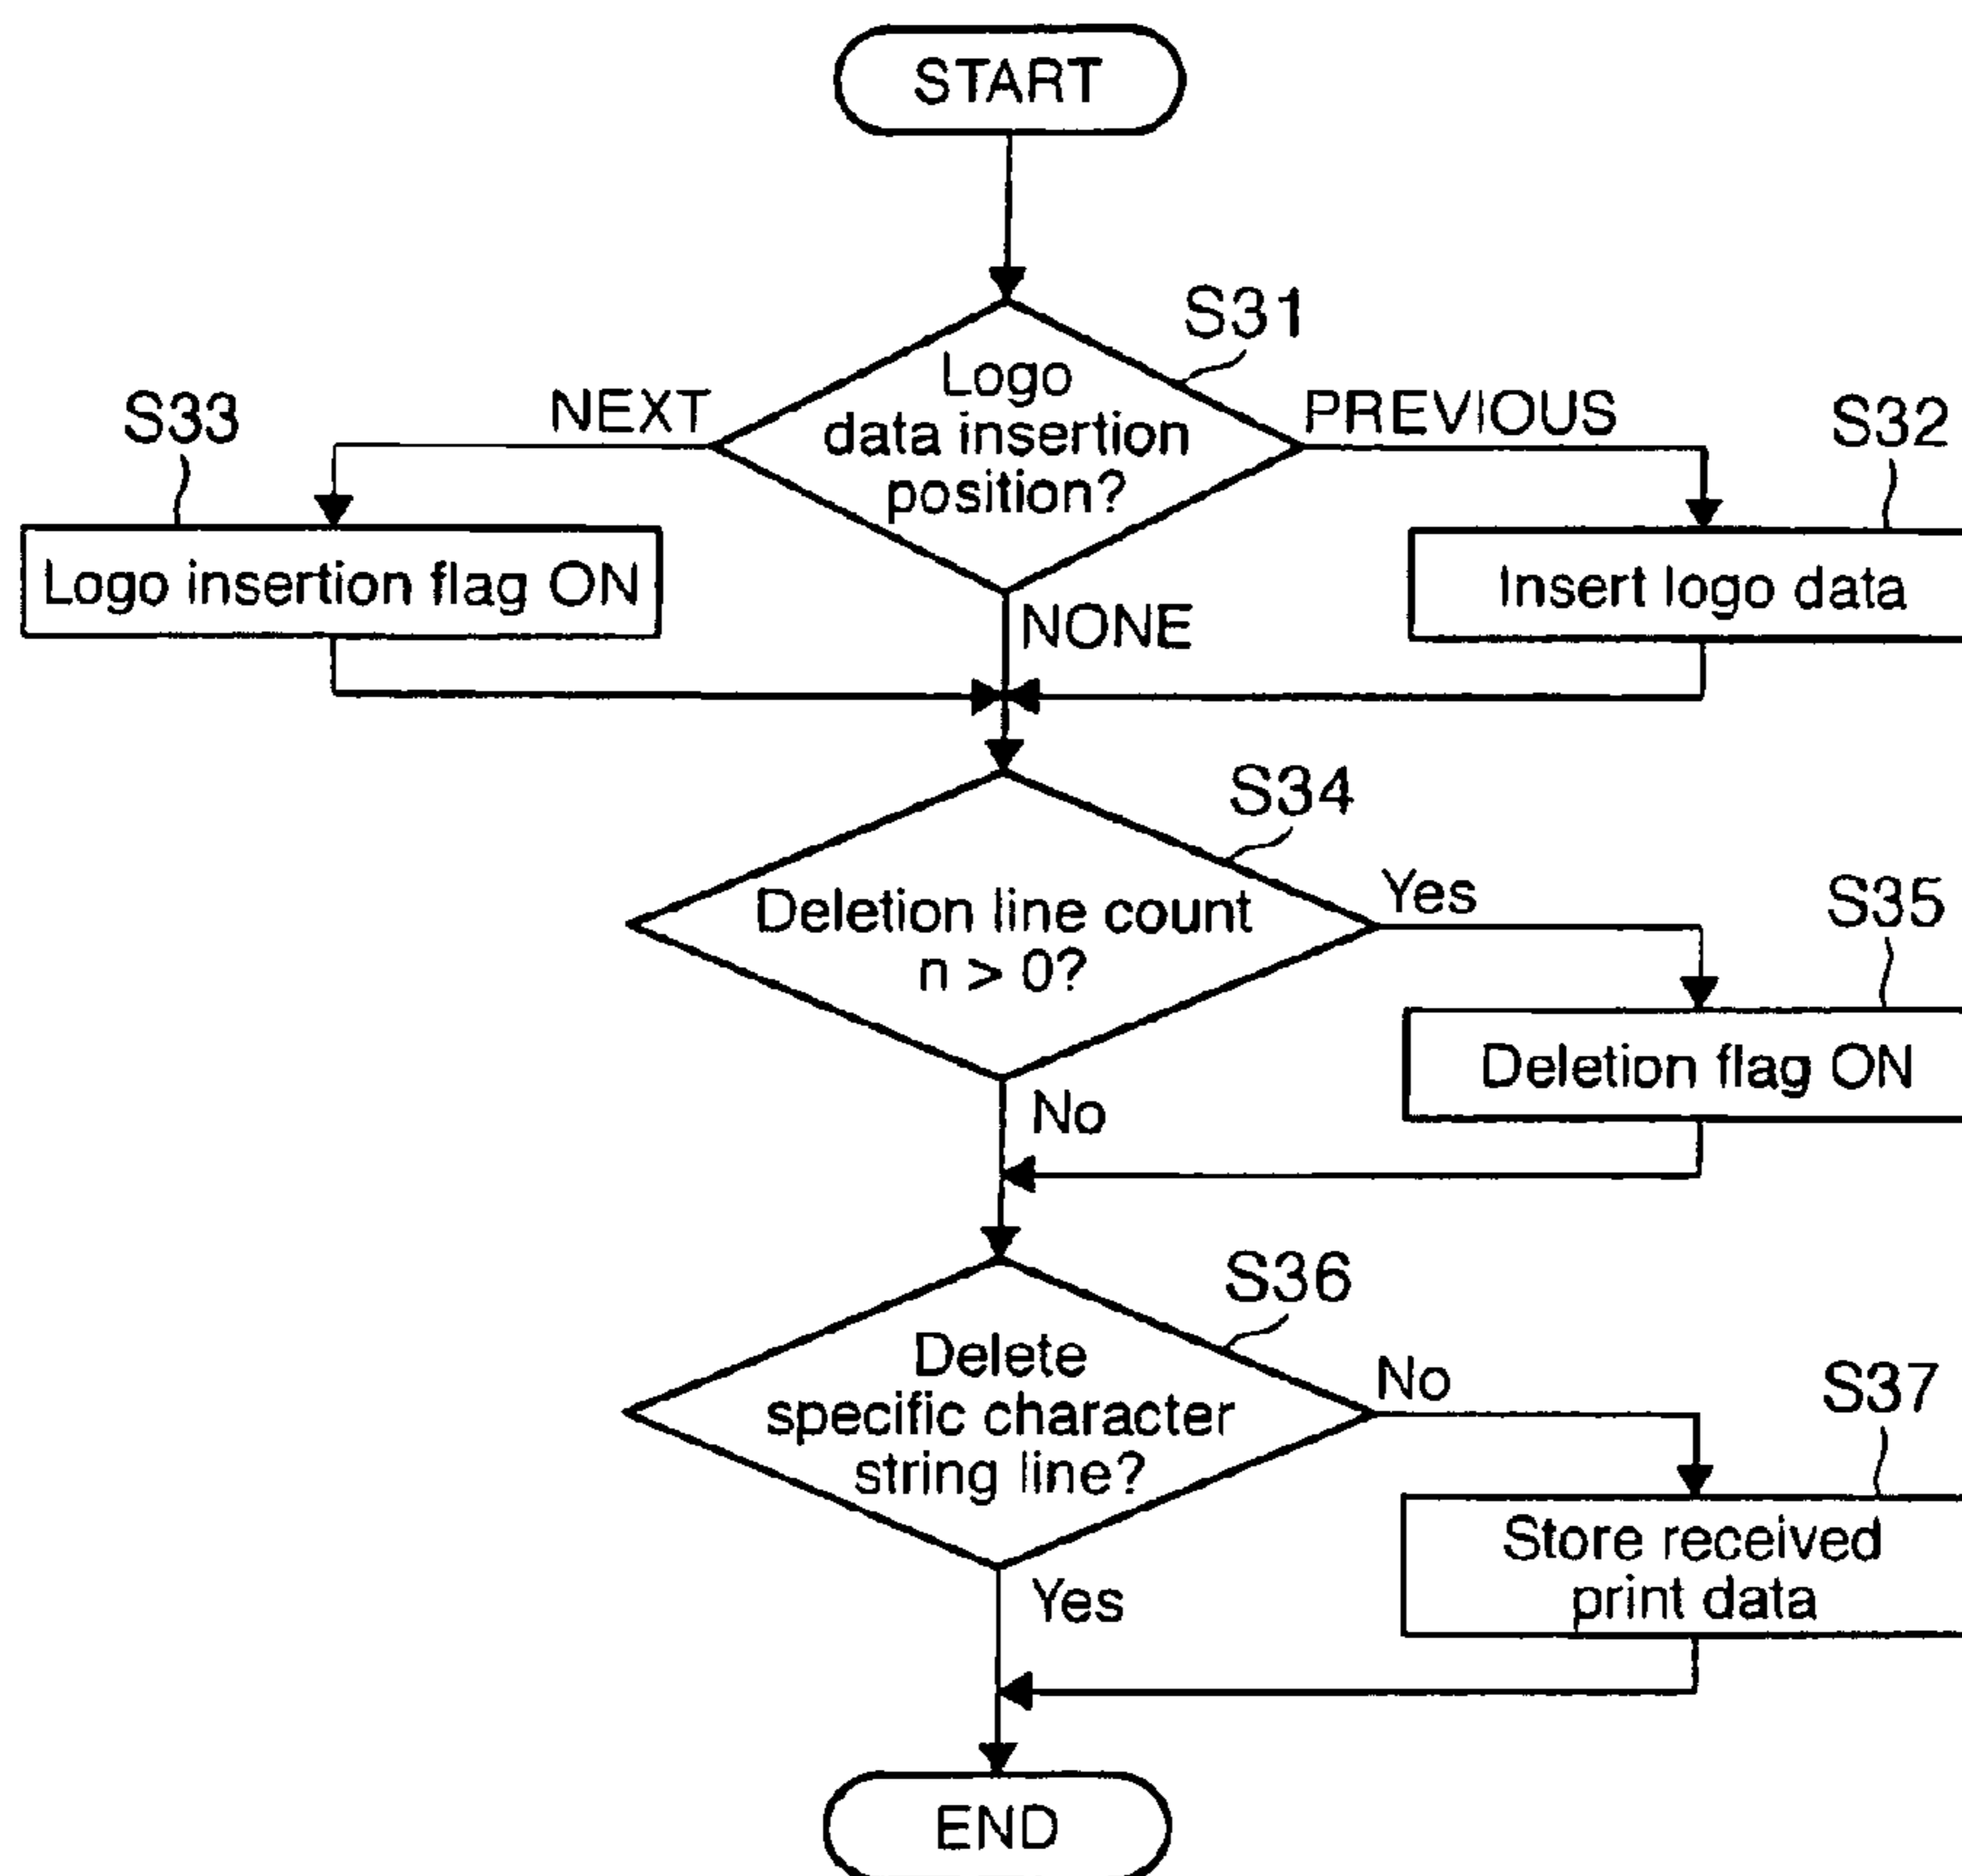 START
S31
Logo
data insertion
position?
NEXT
PREVIOUS
S33
S32
Logo insertion flag ON
Insert logo data
NONE
S34
Deletion line count
n > 0?
Yes
S35
Deletion flag ON
No
S36
Delete
specific character
string line?
No
S37
Store received
print data
Yes
END